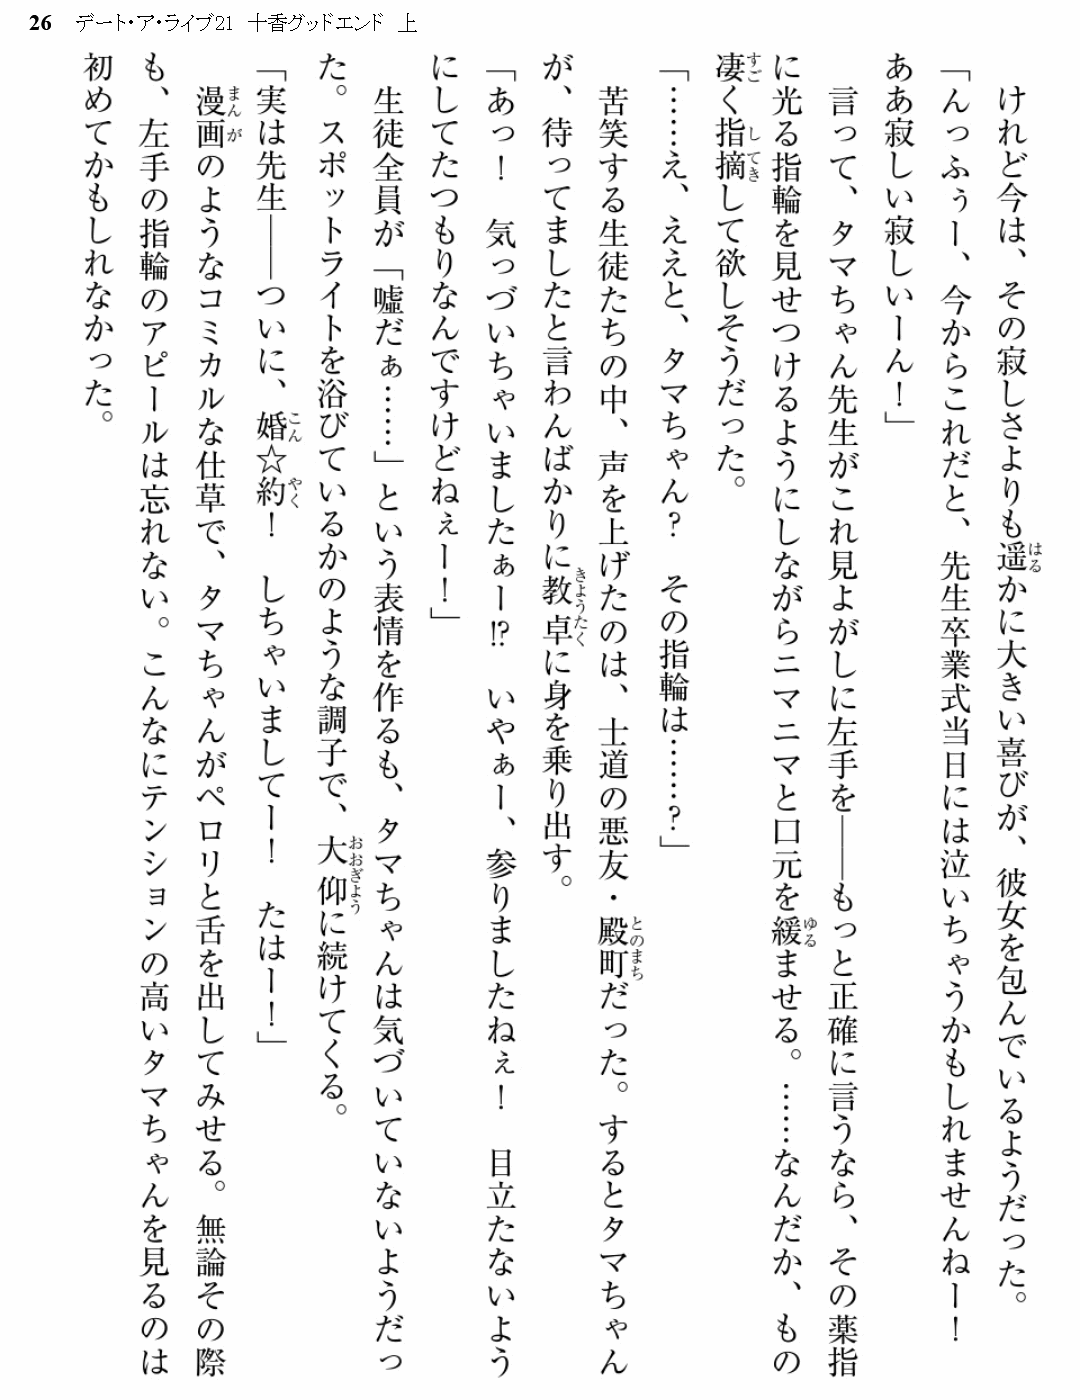 26 デート・ア・ライブ21 十香グッドエンド 上
けれど今は、その寂しさよりも遥かに大きい喜びが、彼女を包んでいるようだった。
「んっふぅー、今からこれだと、先生卒業式当日には泣いちゃうかもしれませんねー！
ああ寂しい寂しいーん！」
言って、タマちゃん先生がこれ見よがしに左手を――もっと正確に言うなら、その薬指
に光る指輪を見せつけるようにしながらニマニマと口元を緩ませる。……なんだか、もの
凄く指摘して欲しそうだった。
「……え、ええと、タマちゃん？　その指輪は……？」
苦笑する生徒たちの中、声を上げたのは、士道の悪友・殿町だった。するとタマちゃん
が、待ってましたと言わんばかりに教卓に身を乗り出す。
「あっ！　気っづいちゃいましたぁー!?　いやぁー、参りましたねぇ！　目立たないよう
にしてたつもりなんですけどねぇー！」
生徒全員が「嘘だぁ……」という表情を作るも、タマちゃんは気づいていないようだっ
た。スポットライトを浴びているかのような調子で、大仰に続けてくる。
「実は先生――ついに、婚☆約！　しちゃいましてー！　たはー！」
漫画のようなコミカルな仕草で、タマちゃんがペロリと舌を出してみせる。無論その際
も、左手の指輪のアピールは忘れない。こんなにテンションの高いタマちゃんを見るのは
初めてかもしれなかった。